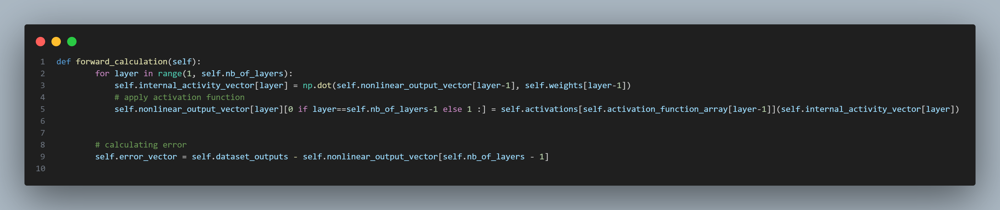 1 def forward_calculation(self):
2         for layer in range(1, self.nb_of_layers):
3             self.internal_activity_vector[layer] = np.dot(self.nonlinear_output_vector[layer-1], self.weights[layer-1])
4             # apply activation function
5             self.nonlinear_output_vector[layer][0 if layer==self.nb_of_layers-1 else 1 :] = self.activations[self.activation_function_array[layer-1]](self.internal_activity_vector[layer])
6
7
8         # calculating error
9         self.error_vector = self.dataset_outputs - self.nonlinear_output_vector[self.nb_of_layers - 1]
10